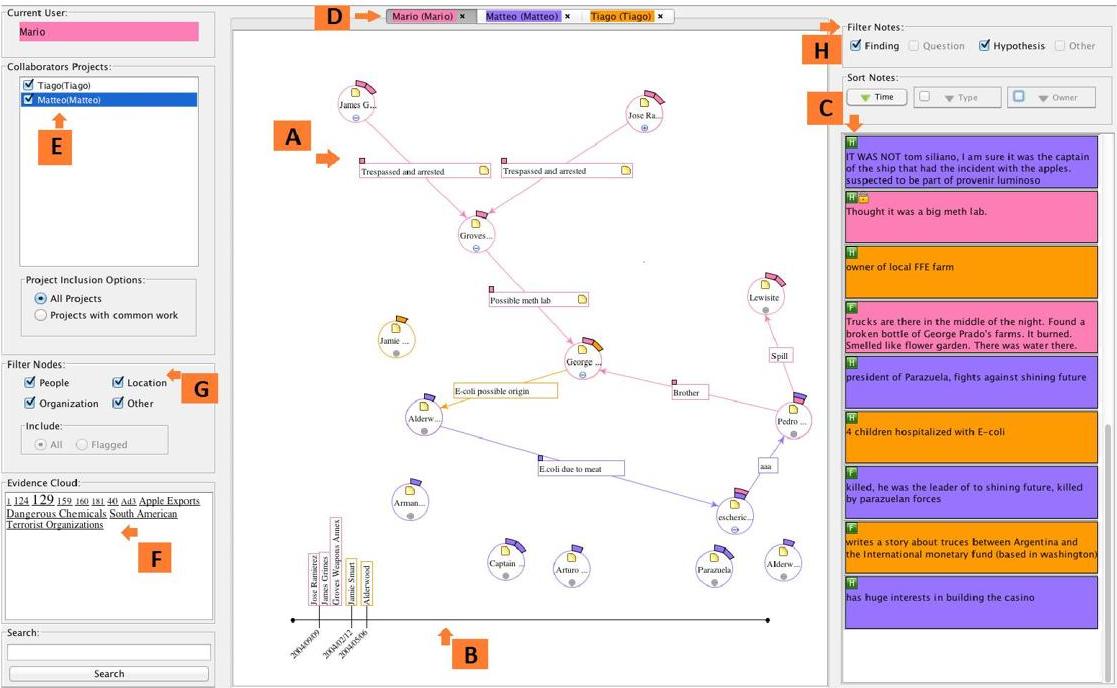 Current User:
Mario
Collaborators Projects:
Tiago(Tiago)
Matteo(Matteo)
E
Project Inclusion Options:
All Projects
Projects with common work
Filter Nodes:
People
Location
Organization
Other
G
Include:
All
Flagged
Evidence Cloud:
1 124 129 159 160 181 40 Ad3 Apple Exports
Dangerous Chemicals South American
Terrorist Organizations
F
Search:
Search
D
Mario (Mario) ×
Matteo (Matteo) ×
Tiago (Tiago) ×
James G...
Jose Ra...
A
Trespassed and arrested
Trespassed and arrested
Groves...
Possible meth lab
Lewisite
Jamie ...
George ...
Spill
E-coli possible origin
Brother
Alderw...
Pedro ...
E.coli due to meat
aaa
Arman...
escheric...
Captain ...
Arturo ...
Parazuela
Alderw...
Jose Ramierez
James Grimes
Groves Weapons Annex
Jamie Smart
Alderwood
2004/09/09
2004/02/12
2004/05/06
B
H
Filter Notes:
Finding
Question
Hypothesis
Other
Sort Notes:
Time
Type
Owner
C
H
IT WAS NOT tom siliano, I am sure it was the captain
of the ship that had the incident with the apples.
suspected to be part of provenir luminoso
H
Thought it was a big meth lab.
H
owner of local FFE farm
F
Trucks are there in the middle of the night. Found a
broken bottle of George Prado's farms. It burned.
Smelled like flower garden. There was water there.
H
president of Parazuela, fights against shining future
H
4 children hospitalized with E-coli
F
killed, he was the leader of to shining future, killed
by parazuelan forces
F
writes a story about truces between Argentina and
the International monetary fund (based in washington)
H
has huge interests in building the casino